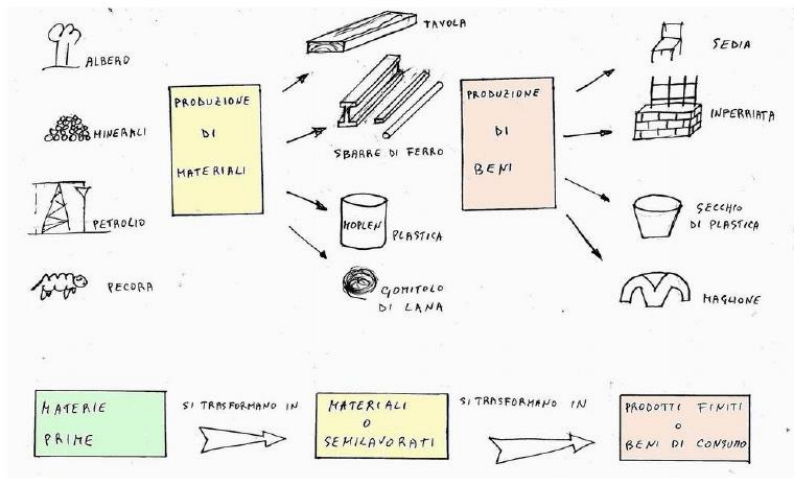 ALBERO
MINERALI
PETROLIO
PECORA
PRODUZIONE
DI
MATERIALI
TAVOLA
SBARRE DI FERRO
MOPLEN
PLASTICA
GOMITOLO
DI LANA
PRODUZIONE
DI
BENI
SEDIA
INPERRIATA
SECCHIO
DI PLASTICA
MAGLIONE
MATERIE
PRIME
SI TRASFORMANO IN
MATERIALI
O
SEMILAVORATI
SI TRASFORMANO IN
PRODOTTI FINITI
O
BENI DI CONSUMO